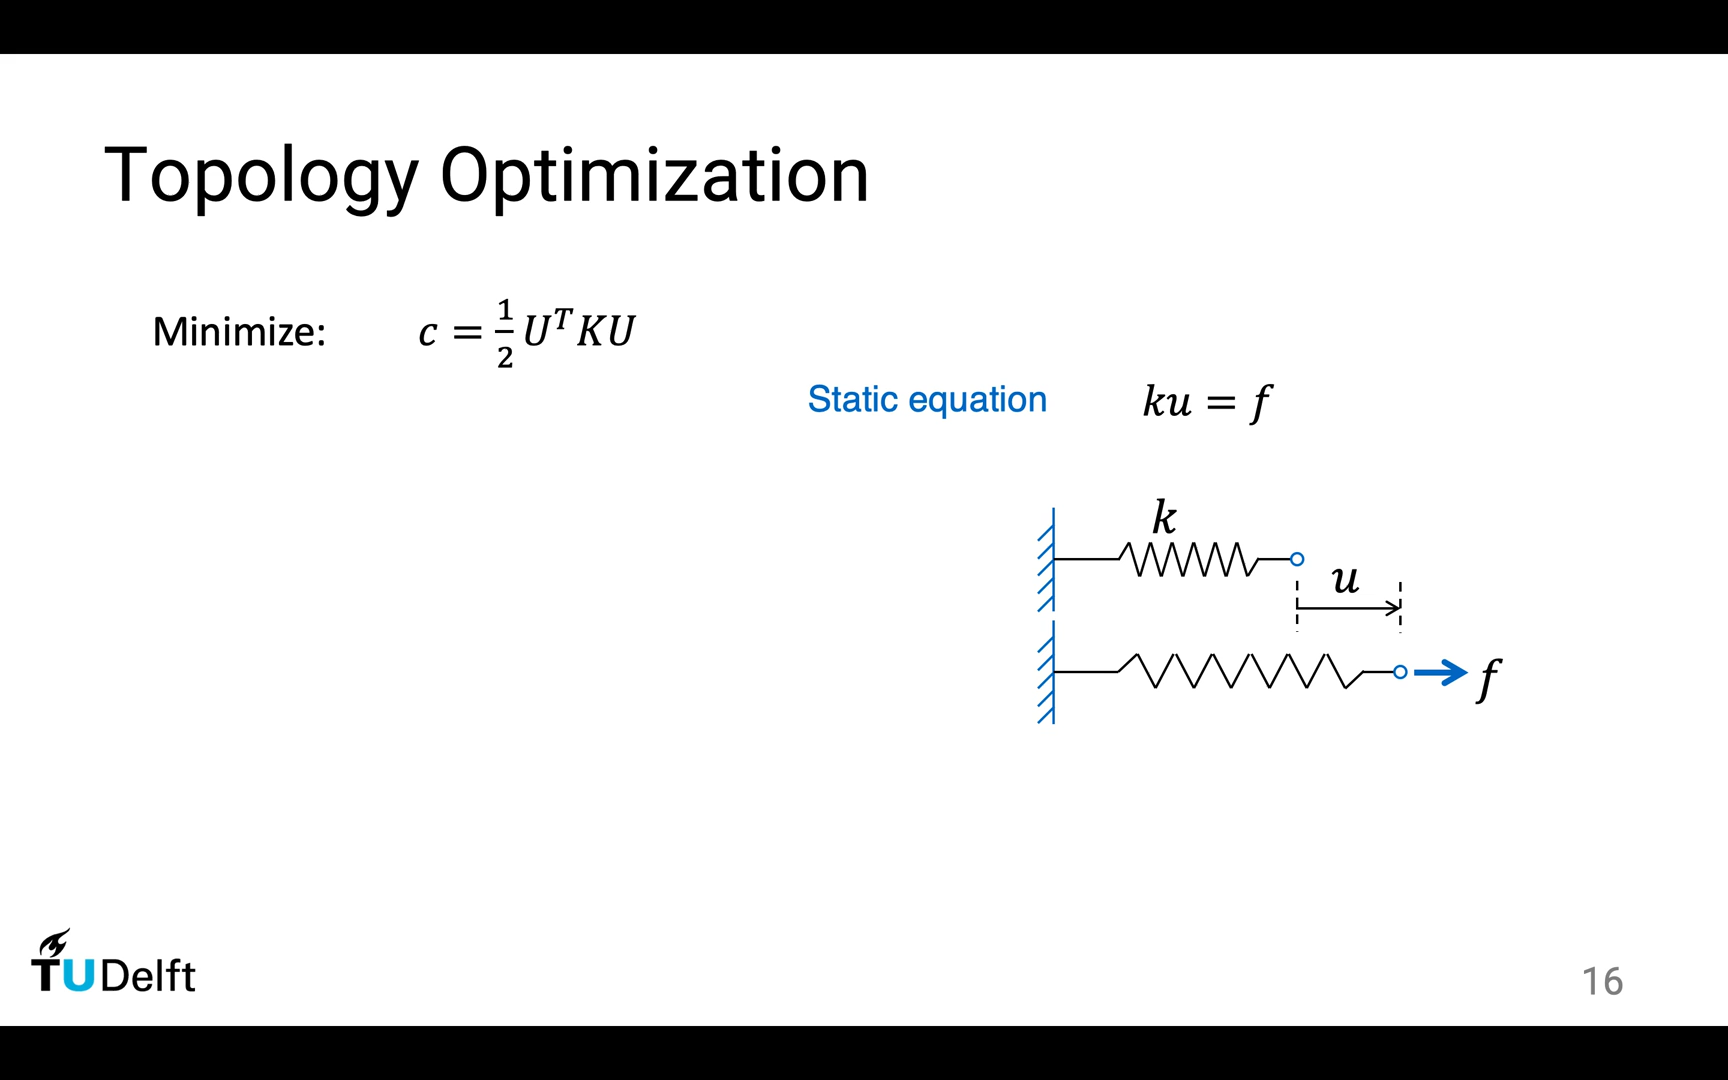 Topology Optimization
Minimize: c = ½ UᵀKU
Static equation ku = f
k
u
f
TUDelft
16